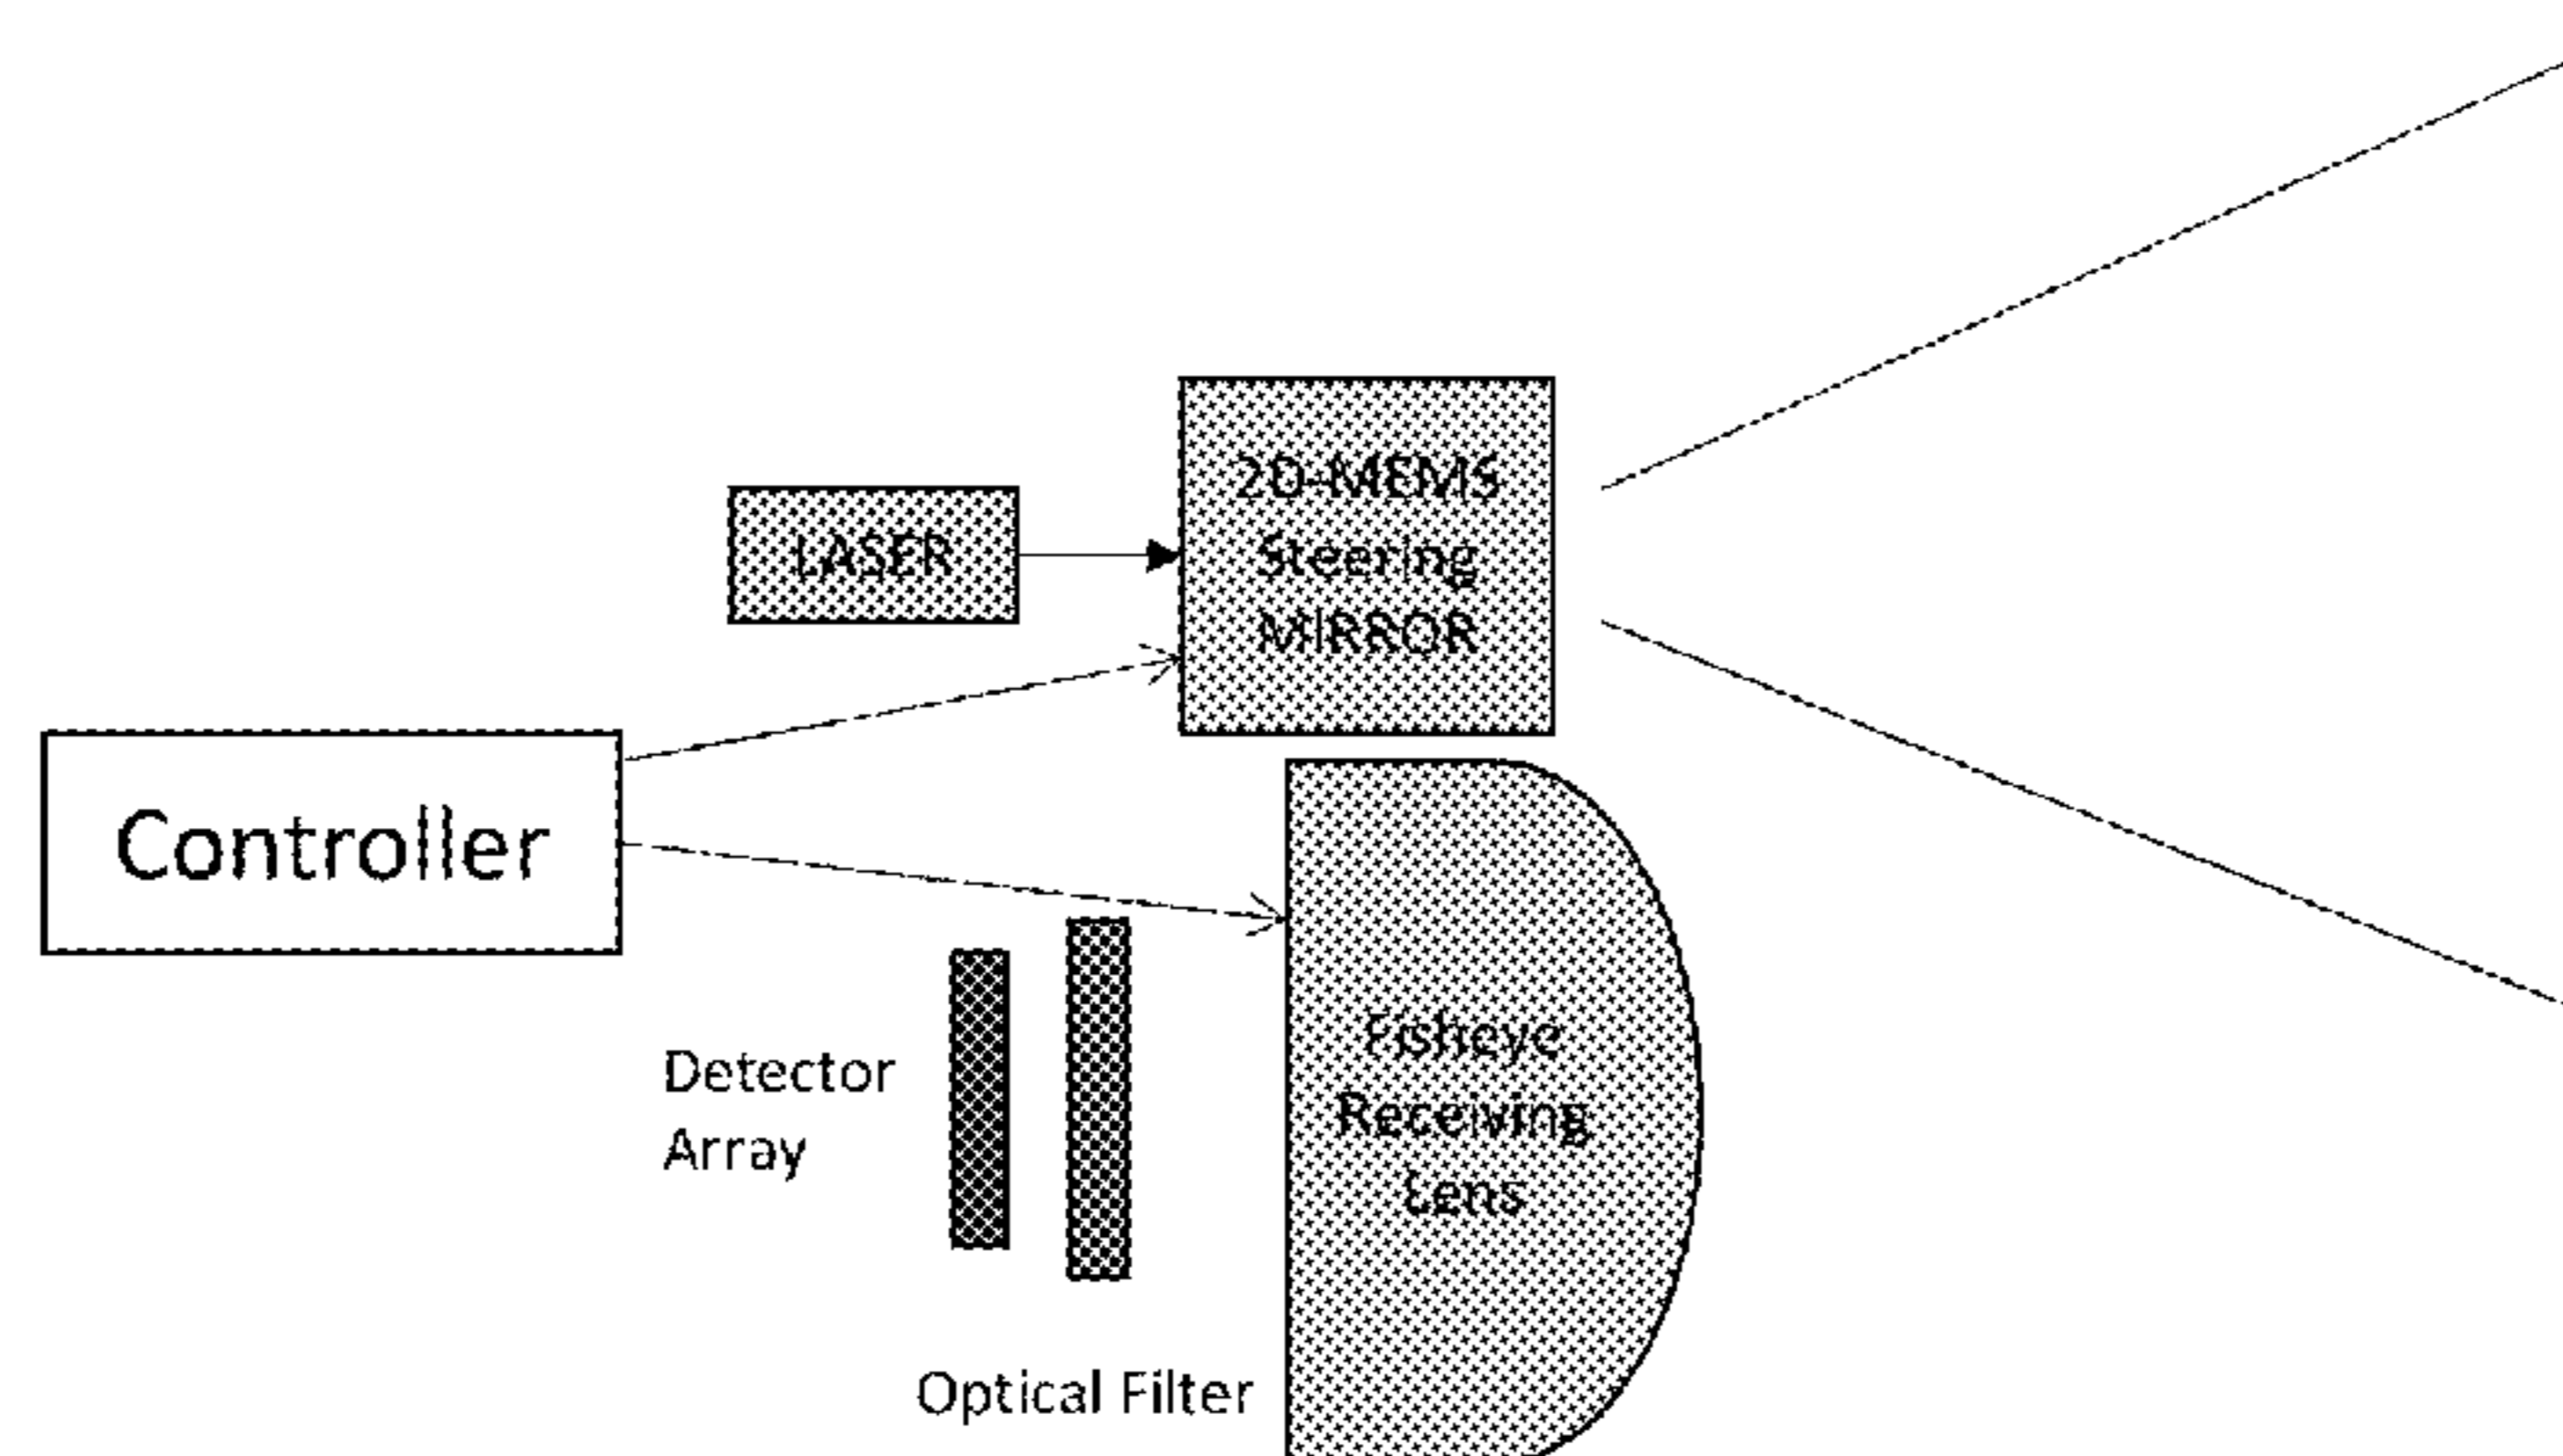 2D-MEMS
Steering
MIRROR
LASER
Controller
Detector
Array
Fisheye
Receiving
Lens
Optical Filter